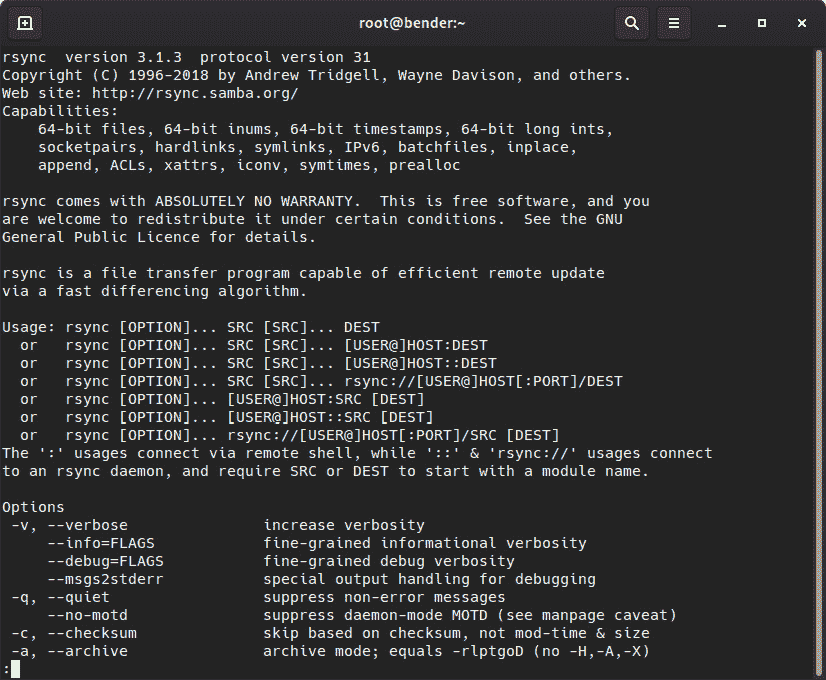 root@bender:~
rsync  version 3.1.3  protocol version 31
Copyright (C) 1996-2018 by Andrew Tridgell, Wayne Davison, and others.
Web site: http://rsync.samba.org/
Capabilities:
    64-bit files, 64-bit inums, 64-bit timestamps, 64-bit long ints,
    socketpairs, hardlinks, symlinks, IPv6, batchfiles, inplace,
    append, ACLs, xattrs, iconv, symtimes, prealloc

rsync comes with ABSOLUTELY NO WARRANTY.  This is free software, and you
are welcome to redistribute it under certain conditions.  See the GNU
General Public Licence for details.

rsync is a file transfer program capable of efficient remote update
via a fast differencing algorithm.

Usage: rsync [OPTION]... SRC [SRC]... DEST
  or   rsync [OPTION]... SRC [SRC]... [USER@]HOST:DEST
  or   rsync [OPTION]... SRC [SRC]... [USER@]HOST::DEST
  or   rsync [OPTION]... SRC [SRC]... rsync://[USER@]HOST[:PORT]/DEST
  or   rsync [OPTION]... [USER@]HOST:SRC [DEST]
  or   rsync [OPTION]... [USER@]HOST::SRC [DEST]
  or   rsync [OPTION]... rsync://[USER@]HOST[:PORT]/SRC [DEST]
The ':' usages connect via remote shell, while '::' & 'rsync://' usages connect
to an rsync daemon, and require SRC or DEST to start with a module name.

Options
 -v, --verbose               increase verbosity
     --info=FLAGS            fine-grained informational verbosity
     --debug=FLAGS           fine-grained debug verbosity
     --msgs2stderr           special output handling for debugging
 -q, --quiet                 suppress non-error messages
     --no-motd               suppress daemon-mode MOTD (see manpage caveat)
 -c, --checksum              skip based on checksum, not mod-time & size
 -a, --archive               archive mode; equals -rlptgoD (no -H,-A,-X)
: